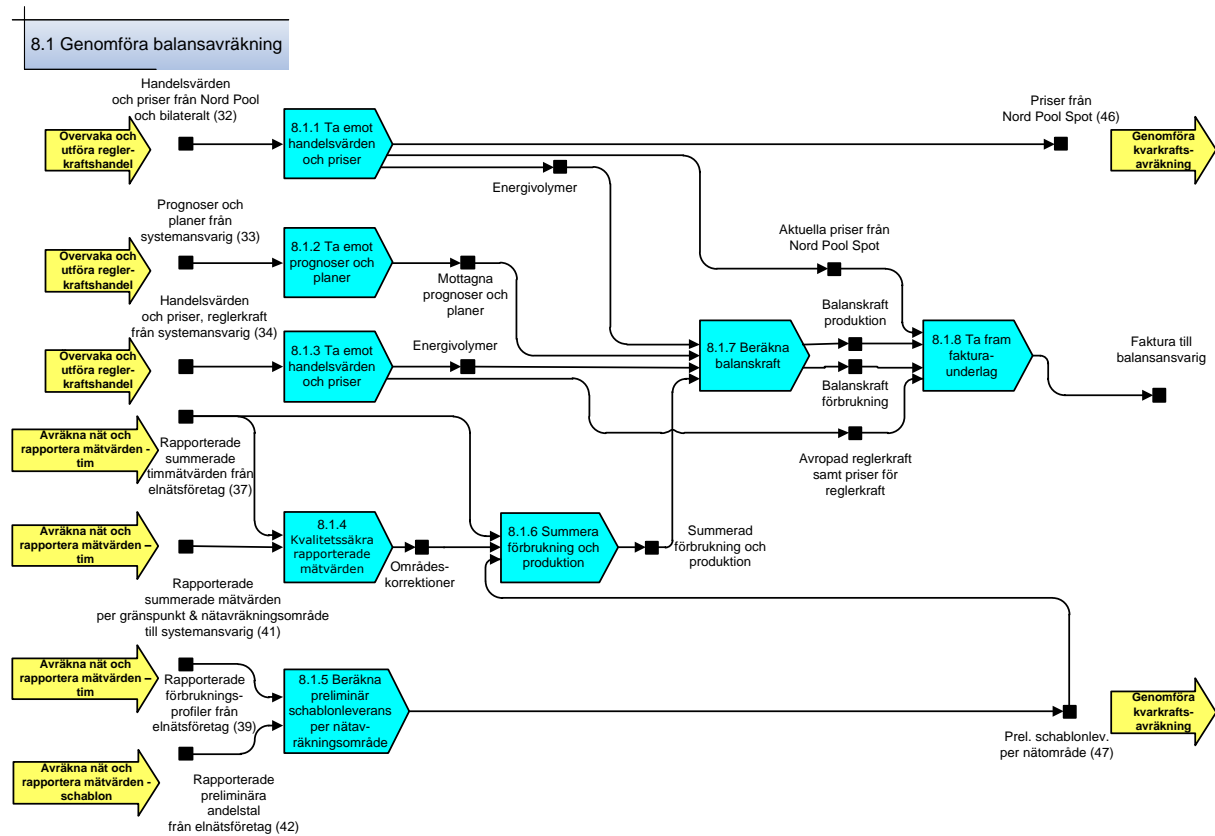 8.1 Genomföra balansavräkning
Handelsvärden
och priser från Nord Pool
och bilateralt (32)
Övervaka och
utföra regler-
kraftshandel
8.1.1 Ta emot
handelsvärden
och priser
Priser från
Nord Pool Spot (46)
Genomföra
kvarkrafts-
avräkning
Energivolymer
Prognoser och
planer från
systemansvarig (33)
Övervaka och
utföra regler-
kraftshandel
8.1.2 Ta emot
prognoser och
planer
Mottagna
prognoser och
planer
Aktuella priser från
Nord Pool Spot
Handelsvärden
och priser, reglerkraft
från systemansvarig (34)
Övervaka och
utföra regler-
kraftshandel
8.1.3 Ta emot
handelsvärden
och priser
Energivolymer
8.1.7 Beräkna
balanskraft
Balanskraft
produktion
Balanskraft
förbrukning
8.1.8 Ta fram
faktura-
underlag
Faktura till
balansansvarig
Avropad reglerkraft
samt priser för
reglerkraft
Avräkna nät och
rapportera mätvärden -
tim
Rapporterade
summerade
timmätvärden från
elnätsföretag (37)
Avräkna nät och
rapportera mätvärden –
tim
8.1.4
Kvalitetssäkra
rapporterade
mätvärden
Områdes-
korrektioner
8.1.6 Summera
förbrukning och
produktion
Summerad
förbrukning och
produktion
Rapporterade
summerade mätvärden
per gränspunkt & nätavräkningsområde
till systemansvarig (41)
Avräkna nät och
rapportera mätvärden –
tim
Rapporterade
förbruknings-
profiler från
elnätsföretag (39)
8.1.5 Beräkna
preliminär
schablonleverans
per nätav-
räkningsområde
Prel. schablonlev.
per nätområde (47)
Genomföra
kvarkrafts-
avräkning
Avräkna nät och
rapportera mätvärden -
schablon
Rapporterade
preliminära
andelstal
från elnätsföretag (42)